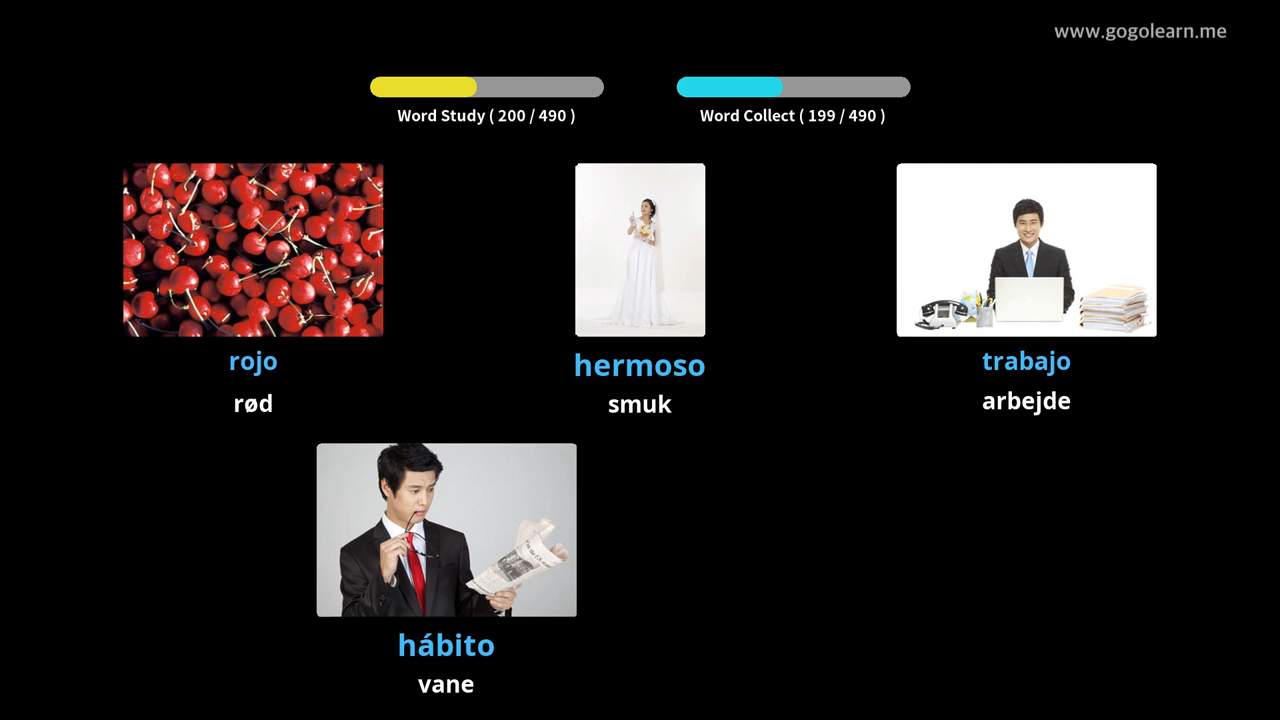 www.gogolearn.me
Word Study ( 200 / 490 )
Word Collect ( 199 / 490 )
rojo
hermoso
trabajo
rød
smuk
arbejde
hábito
vane